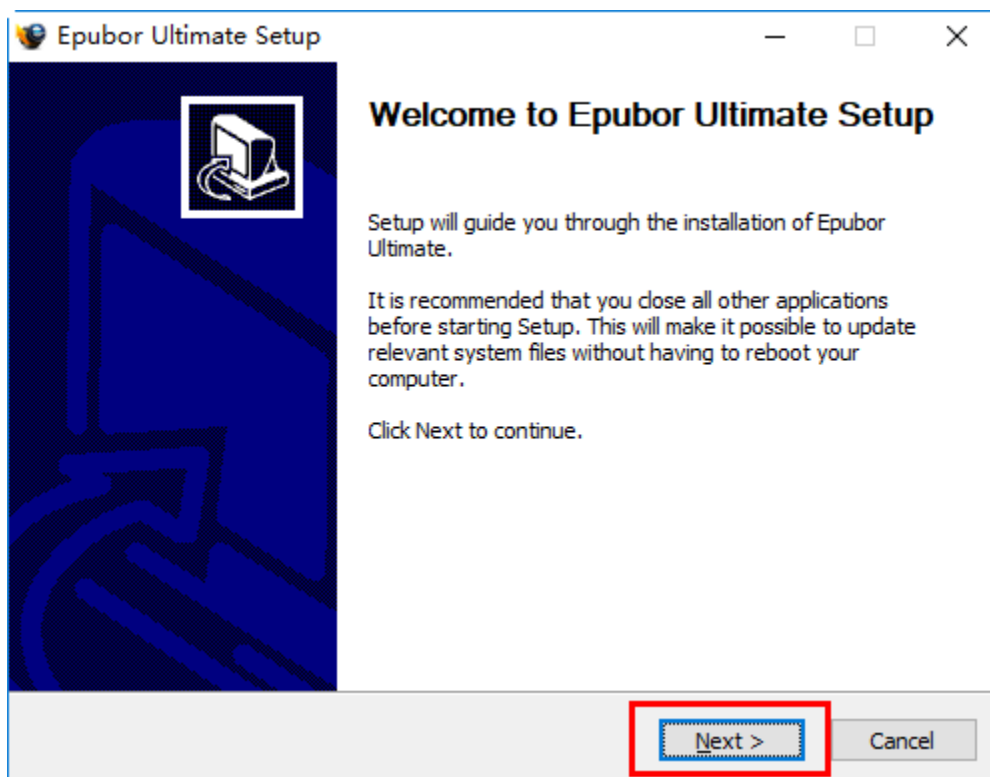 Epubor Ultimate Setup
Welcome to Epubor Ultimate Setup
Setup will guide you through the installation of Epubor
Ultimate.
It is recommended that you close all other applications
before starting Setup. This will make it possible to update
relevant system files without having to reboot your
computer.
Click Next to continue.
Next >
Cancel